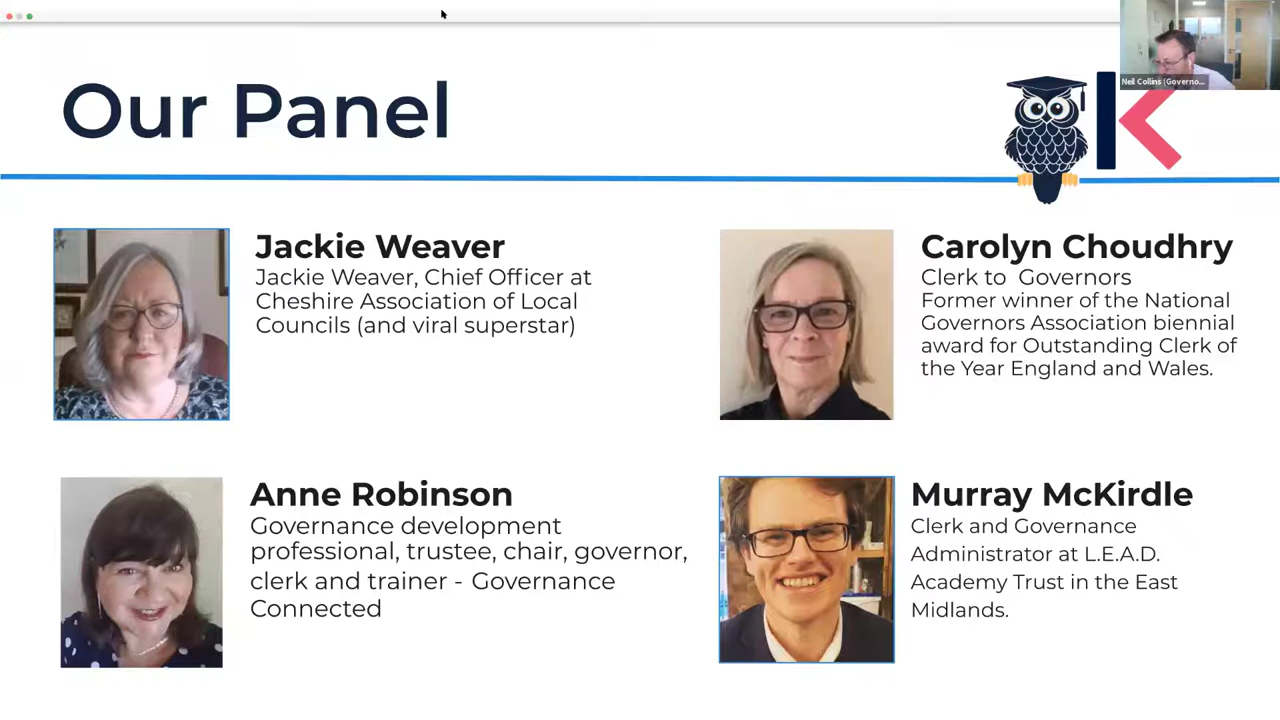 Our Panel
K
Neil Collins (Governo...
Jackie Weaver
Jackie Weaver, Chief Officer at
Cheshire Association of Local
Councils (and viral superstar)
Carolyn Choudhry
Clerk to Governors
Former winner of the National
Governors Association biennial
award for Outstanding Clerk of
the Year England and Wales.
Anne Robinson
Governance development
professional, trustee, chair, governor,
clerk and trainer - Governance
Connected
Murray McKirdle
Clerk and Governance
Administrator at L.E.A.D.
Academy Trust in the East
Midlands.